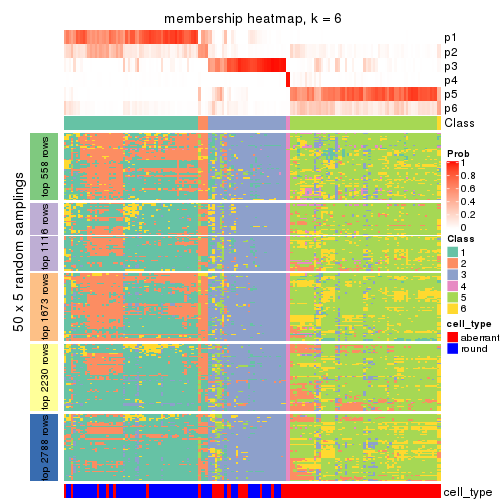 membership heatmap, k = 6
p1
p2
p3
p4
p5
p6
Class
50 x 5 random samplings
top 558 rows
top 1116 rows
top 1673 rows
top 2230 rows
top 2788 rows
cell_type
Prob
1
0.8
0.6
0.4
0.2
0
Class
1
2
3
4
5
6
cell_type
aberrant
round